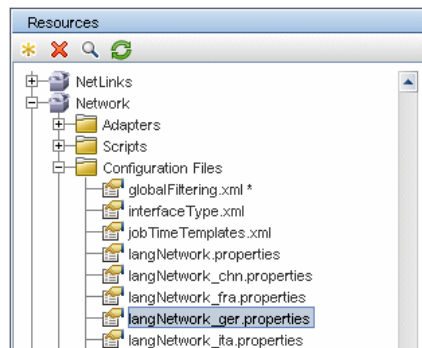 Resources
NetLinks
Network
Adapters
Scripts
Configuration Files
globalFiltering.xml *
interfaceType.xml
jobTimeTemplates.xml
langNetwork.properties
langNetwork_chn.properties
langNetwork_fra.properties
langNetwork_ger.properties
langNetwork_ita.properties